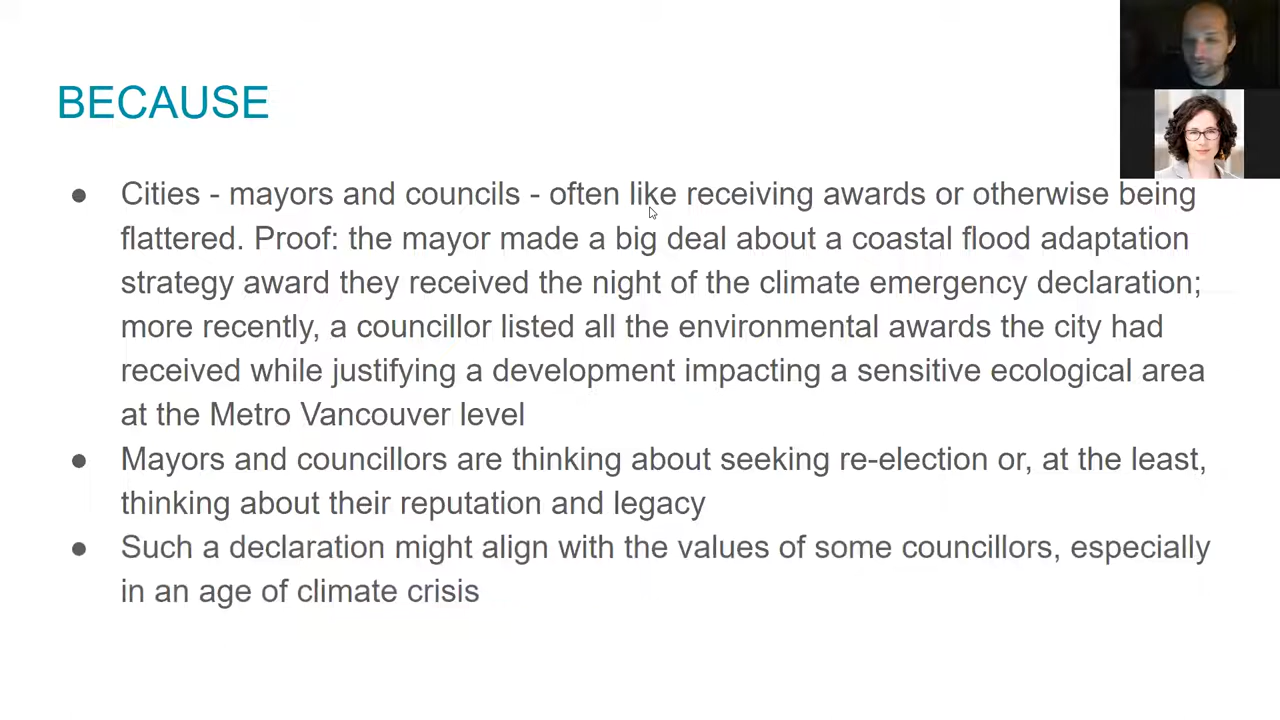 BECAUSE
● Cities - mayors and councils - often like receiving awards or otherwise being
flattered. Proof: the mayor made a big deal about a coastal flood adaptation
strategy award they received the night of the climate emergency declaration;
more recently, a councillor listed all the environmental awards the city had
received while justifying a development impacting a sensitive ecological area
at the Metro Vancouver level
● Mayors and councillors are thinking about seeking re-election or, at the least,
thinking about their reputation and legacy
● Such a declaration might align with the values of some councillors, especially
in an age of climate crisis